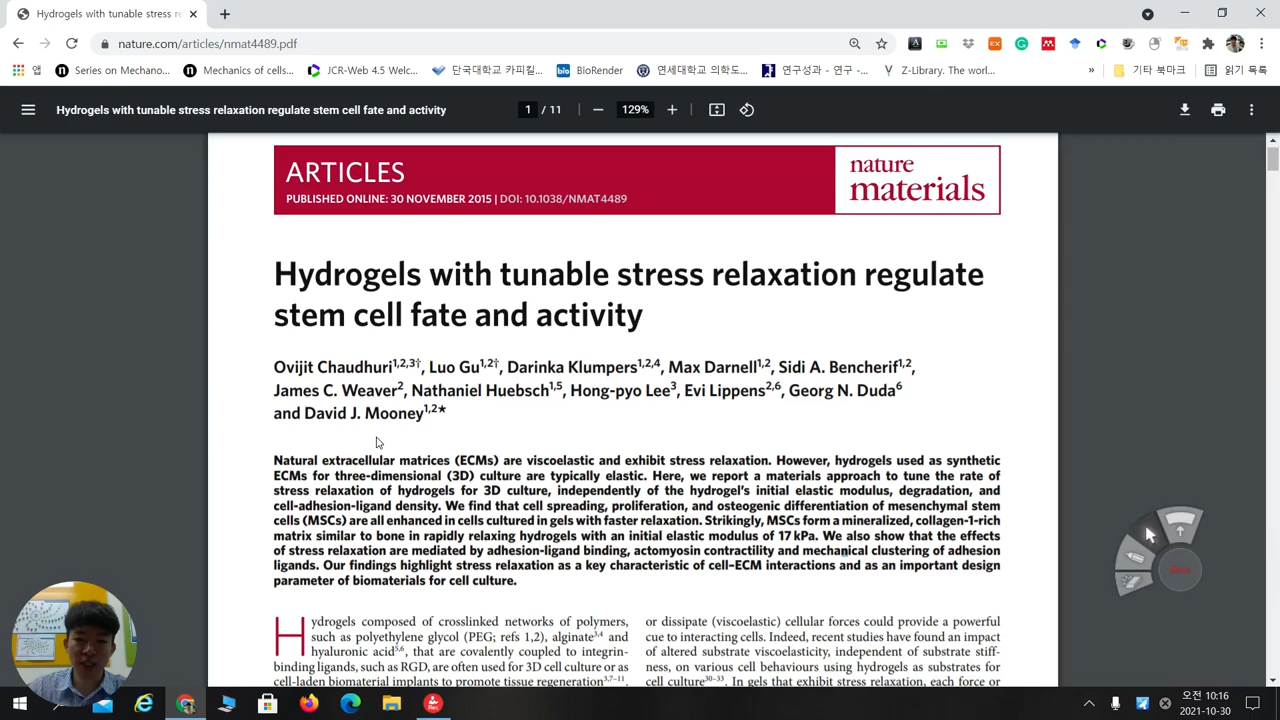 Hydrogels with tunable stress r
nature.com/articles/nmat4489.pdf
앱
Series on Mechano...
Mechanics of cells...
JCR-Web 4.5 Welc...
단국대학교 카피킬...
BioRender
연세대학교 의학도...
연구성과 - 연구 -...
Z-Library. The worl...
»
기타 북마크
읽기 목록
Hydrogels with tunable stress relaxation regulate stem cell fate and activity
1 / 11
129%
ARTICLES
nature
materials
PUBLISHED ONLINE: 30 NOVEMBER 2015 | DOI: 10.1038/NMAT4489
Hydrogels with tunable stress relaxation regulate
stem cell fate and activity
Ovijit Chaudhuri1,2,3†, Luo Gu1,2†, Darinka Klumpers1,2,4, Max Darnell1,2, Sidi A. Bencherif1,2,
James C. Weaver2, Nathaniel Huebsch1,5, Hong-pyo Lee3, Evi Lippens2,6, Georg N. Duda6
and David J. Mooney1,2*
Natural extracellular matrices (ECMs) are viscoelastic and exhibit stress relaxation. However, hydrogels used as synthetic
ECMs for three-dimensional (3D) culture are typically elastic. Here, we report a materials approach to tune the rate of
stress relaxation of hydrogels for 3D culture, independently of the hydrogel's initial elastic modulus, degradation, and
cell-adhesion-ligand density. We find that cell spreading, proliferation, and osteogenic differentiation of mesenchymal stem
cells (MSCs) are all enhanced in cells cultured in gels with faster relaxation. Strikingly, MSCs form a mineralized, collagen-1-rich
matrix similar to bone in rapidly relaxing hydrogels with an initial elastic modulus of 17 kPa. We also show that the effects
of stress relaxation are mediated by adhesion-ligand binding, actomyosin contractility and mechanical clustering of adhesion
ligands. Our findings highlight stress relaxation as a key characteristic of cell–ECM interactions and as an important design
parameter of biomaterials for cell culture.
Hydrogels composed of crosslinked networks of polymers,
such as polyethylene glycol (PEG; refs 1,2), alginate3,4 and
hyaluronic acid5,6, that are covalently coupled to integrin-
binding ligands, such as RGD, are often used for 3D cell culture or as
cell-laden biomaterial implants to promote tissue regeneration3,7–11.
or dissipate (viscoelastic) cellular forces could provide a powerful
cue to interacting cells. Indeed, recent studies have found an impact
of altered substrate viscoelasticity, independent of substrate stiff-
ness, on various cell behaviours using hydrogels as substrates for
cell culture30–33. In gels that exhibit stress relaxation, each force or
오전 10:16
2021-10-30